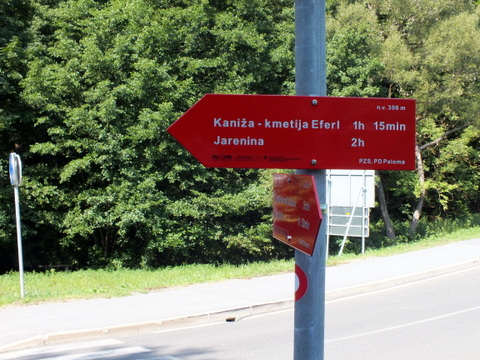 n.v. 306 m
Kaniža - kmetija Eferl 1h 15min
Jarenina 2h
PZS, PD Paloma